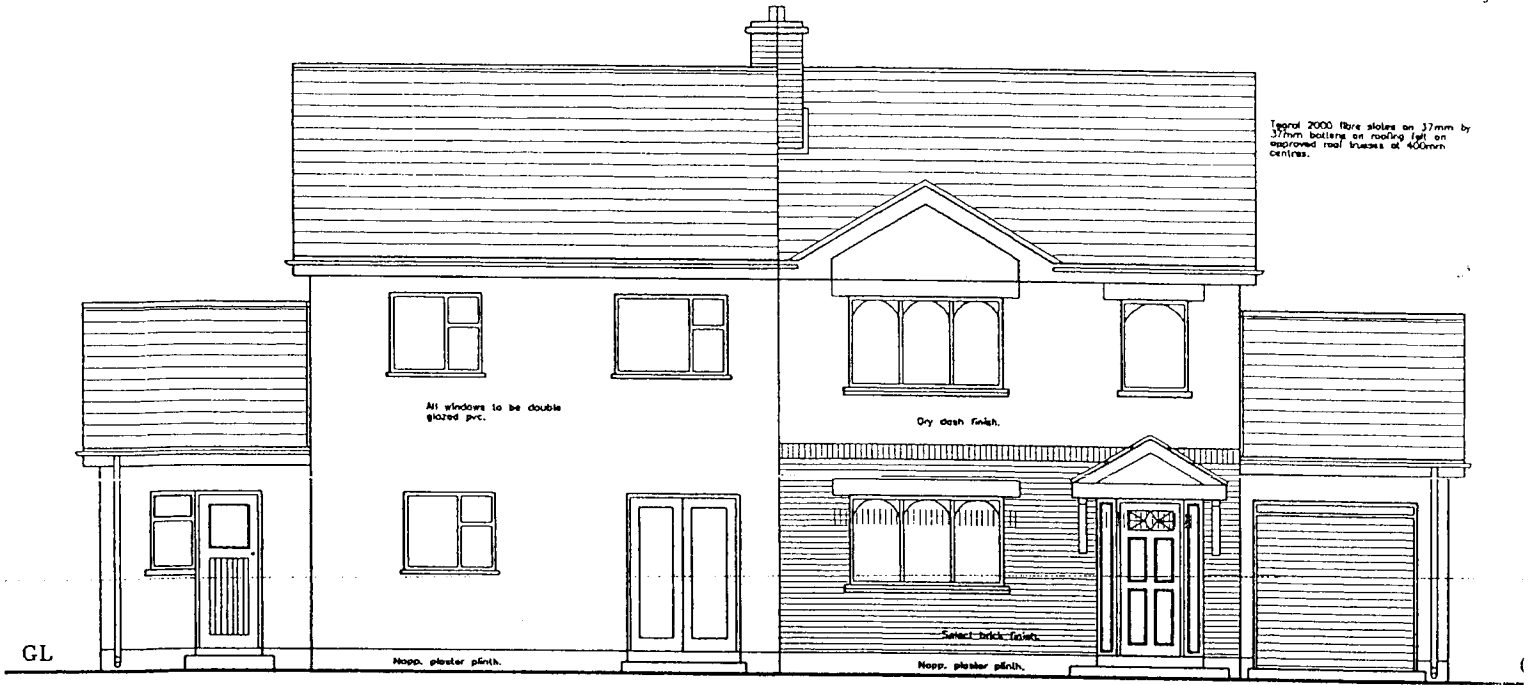 Tegral 2000 fibre slates on 37mm by
37mm battens on roofing felt on
approved roof trusses at 400mm
centres.
All windows to be double
glazed pvc.
Dry dash finish.
Select brick finish.
GL
Napp. plaster plinth.
Napp. plaster plinth.